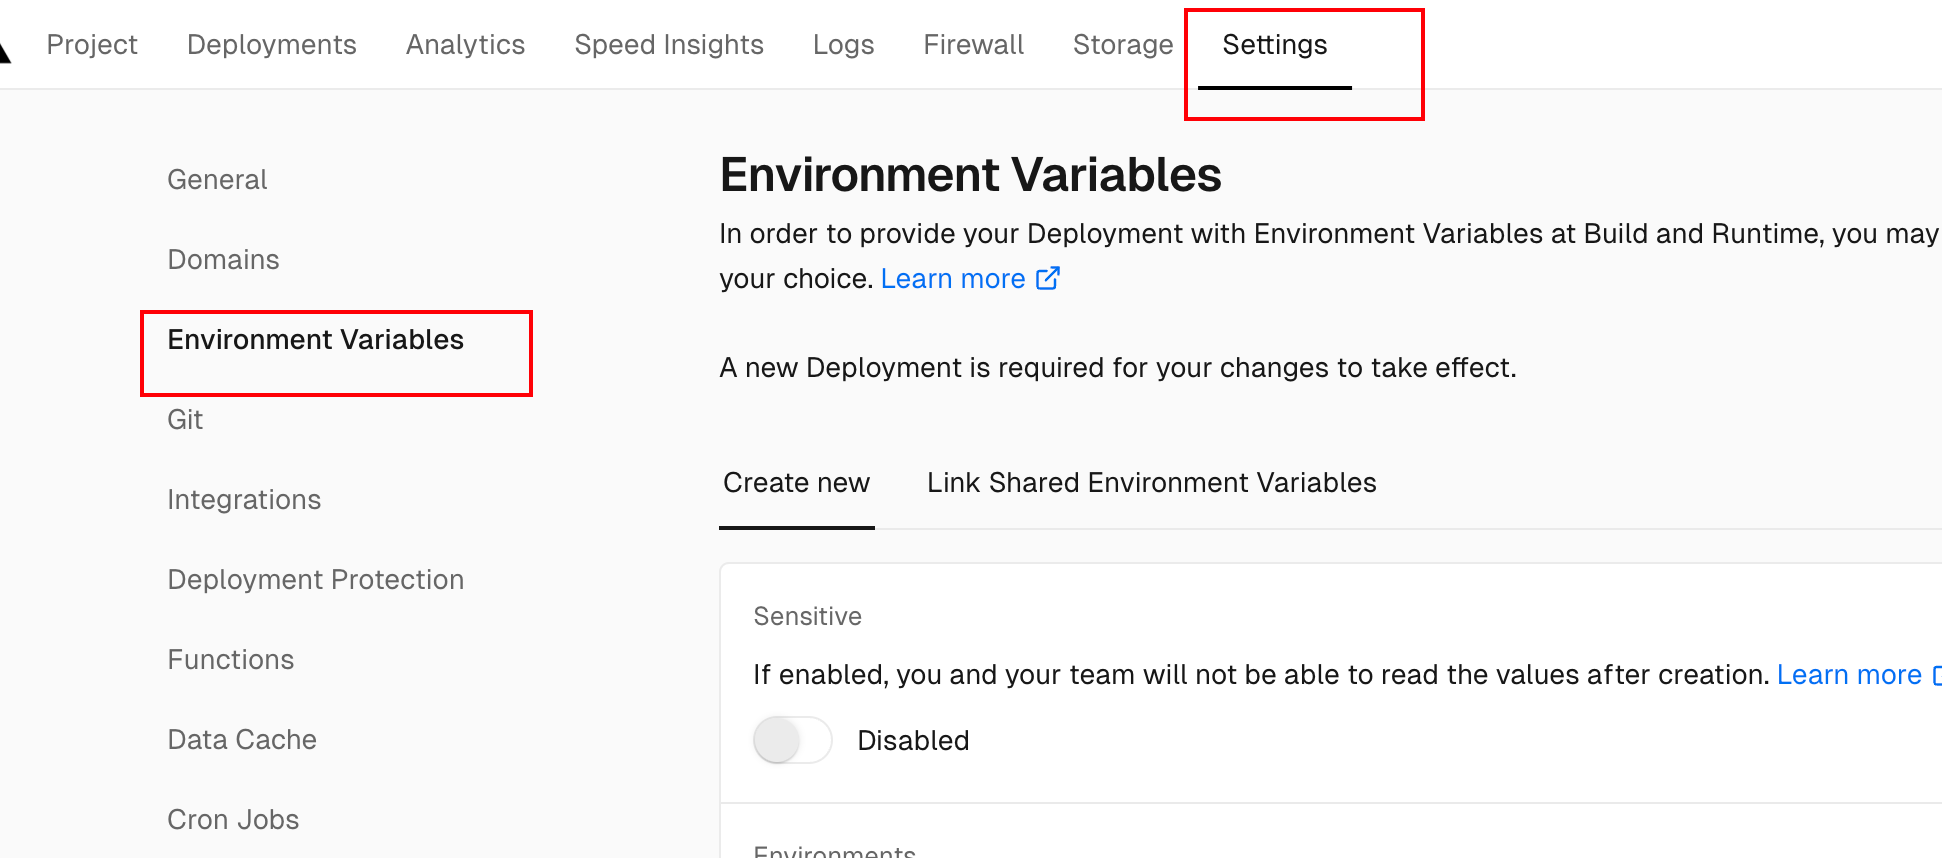 Project Deployments Analytics Speed Insights Logs Firewall Storage Settings
General
Domains
Environment Variables
Git
Integrations
Deployment Protection
Functions
Data Cache
Cron Jobs
Environment Variables
In order to provide your Deployment with Environment Variables at Build and Runtime, you may
your choice. Learn more
A new Deployment is required for your changes to take effect.
Create new Link Shared Environment Variables
Sensitive
If enabled, you and your team will not be able to read the values after creation. Learn more
Disabled
Environments